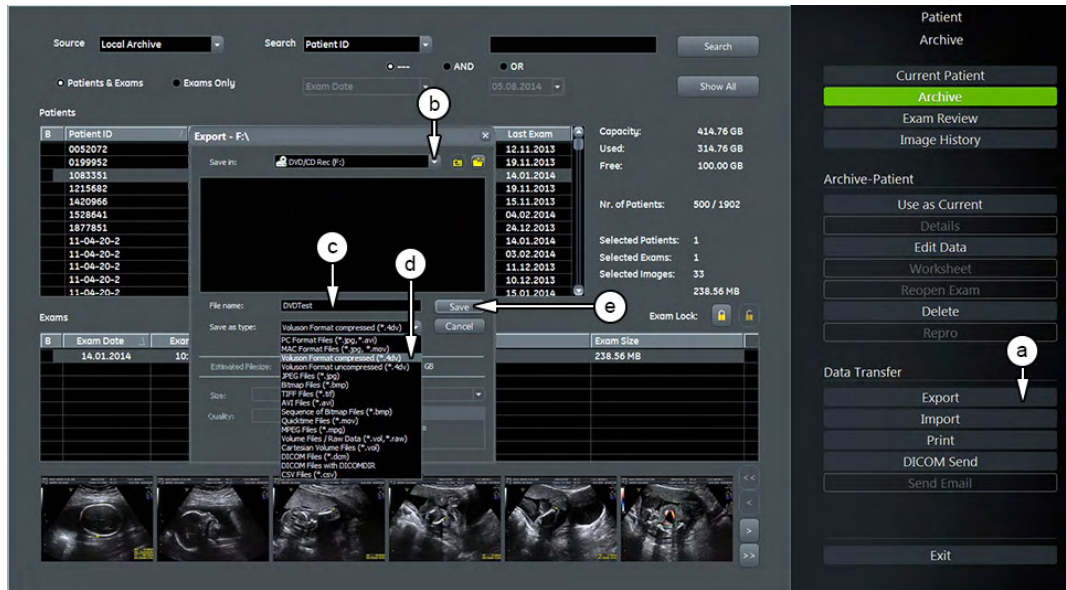 Source Local Archive Search Patient ID Search
--- AND OR
Patients & Exams Exams Only Exam Date 05.08.2014 Show All
b
Patients
B Patient ID / Last Exam
0052072 12.11.2013
0199952 19.11.2013
1083351 14.01.2014
1215682 19.11.2013
1420966 15.11.2013
1528641 04.02.2014
1877851 24.12.2013
11-04-20-2 14.01.2014
11-04-20-2 03.02.2014
11-04-20-2 11.12.2013
11-04-20-2 10.12.2013
11-04-20-2 15.01.2014
Export - F:\ ×
Save in: DVD/CD Rec (F:)
c
d
File name: DVDTest Save
e
Save as type: Voluson Format compressed (*.4dv) Cancel
PC Format Files (*.jpg,*.avi)
MAC Format Files (*.jpg, *.mov)
Voluson Format compressed (*.4dv)
Voluson Format uncompressed (*.4dv)
JPEG Files (*.jpg)
Bitmap Files (*.bmp)
TIFF Files (*.tif)
AVI Files (*.avi)
Sequence of Bitmap Files (*.bmp)
Quicktime Files (*.mov)
MPEG Files (*.mpg)
Volume Files / Raw Data (*.vol,*.raw)
Cartesian Volume Files (*.vol)
DICOM Files (*.dcm)
DICOM Files with DICOMDIR
CSV Files (*.csv)
Estimated Filesize: GB
Size:
Quality:
Capacity: 414.76 GB
Used: 314.76 GB
Free: 100.00 GB
Nr. of Patients: 500 / 1902
Selected Patients: 1
Selected Exams: 1
Selected Images: 33
238.56 MB
Exam Lock:
Exams
B Exam Date Exam Size
14.01.2014 10: 238.56 MB
<<
<
>
>>
Patient
Archive
Current Patient
Archive
Exam Review
Image History
Archive-Patient
Use as Current
Details
Edit Data
Worksheet
Reopen Exam
Delete
Repro
a
Data Transfer
Export
Import
Print
DICOM Send
Send Email
Exit